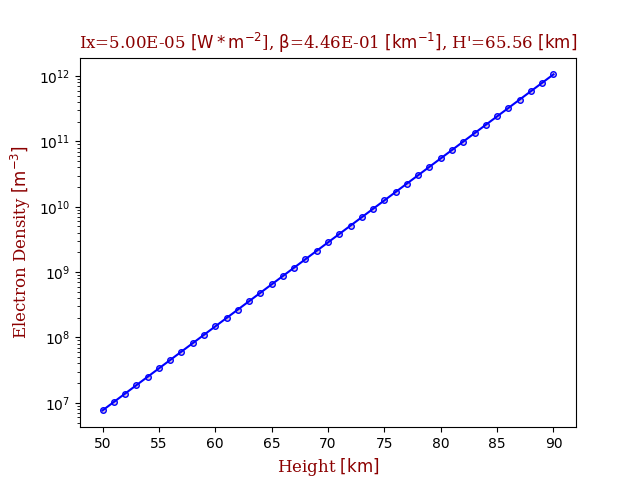 Ix=5.00E-05 [W*m⁻²], β=4.46E-01 [km⁻¹], H'=65.56 [km]
Electron Density [m⁻³]
10¹²
10¹¹
10¹⁰
10⁹
10⁸
10⁷
50 55 60 65 70 75 80 85 90
Height [km]